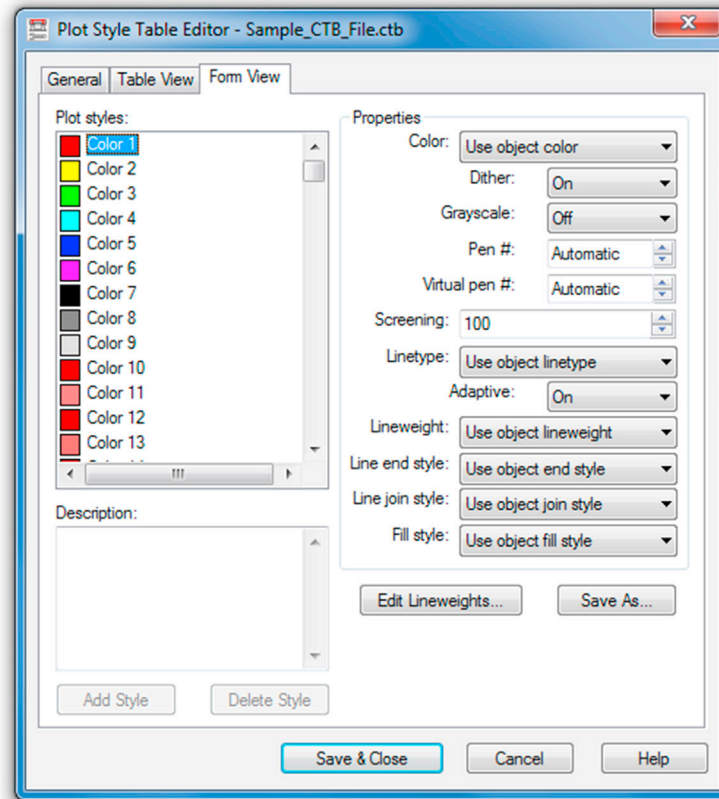 Plot Style Table Editor - Sample_CTB_File.ctb
General Table View Form View
Plot styles:
Color 1
Color 2
Color 3
Color 4
Color 5
Color 6
Color 7
Color 8
Color 9
Color 10
Color 11
Color 12
Color 13
Description:
Add Style Delete Style
Properties
Color: Use object color
Dither: On
Grayscale: Off
Pen #: Automatic
Virtual pen #: Automatic
Screening: 100
Linetype: Use object linetype
Adaptive: On
Lineweight: Use object lineweight
Line end style: Use object end style
Line join style: Use object join style
Fill style: Use object fill style
Edit Lineweights... Save As...
Save & Close Cancel Help